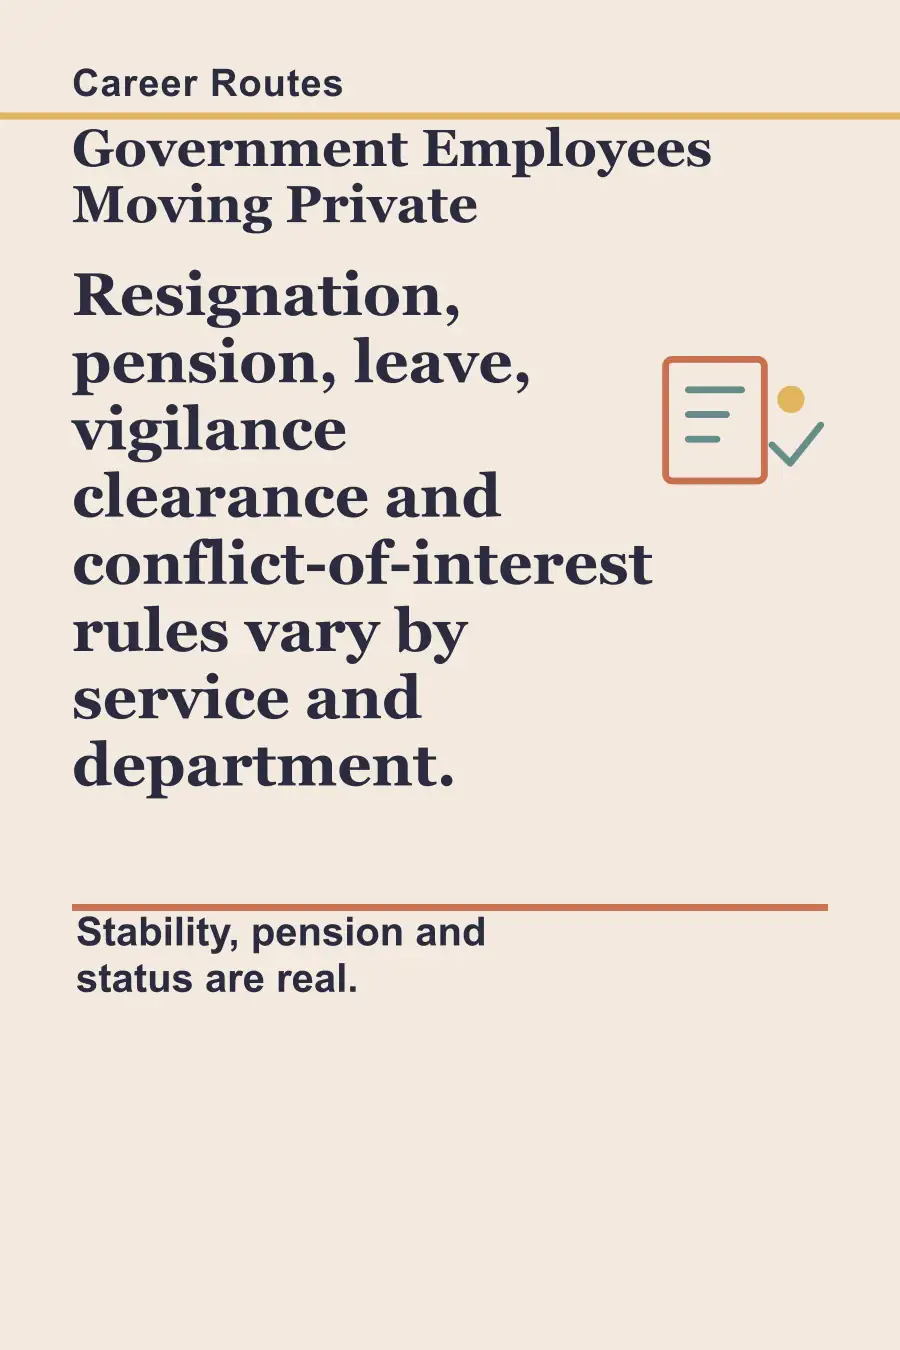 Career Routes
Government Employees
Moving Private
Resignation,
pension, leave,
vigilance
clearance and
conflict-of-interest
rules vary by
service and
department.
Stability, pension and
status are real.